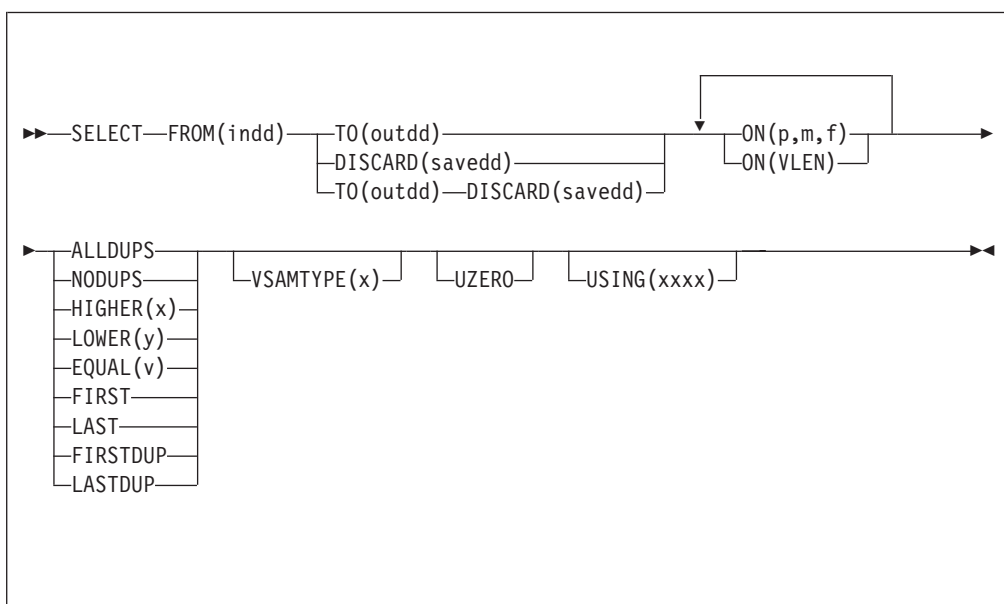 SELECT FROM(indd) TO(outdd) ON(p,m,f)
DISCARD(savedd) ON(VLEN)
TO(outdd) DISCARD(savedd)
ALLDUPS
NODUPS VSAMTYPE(x) UZERO USING(xxxx)
HIGHER(x)
LOWER(y)
EQUAL(v)
FIRST
LAST
FIRSTDUP
LASTDUP